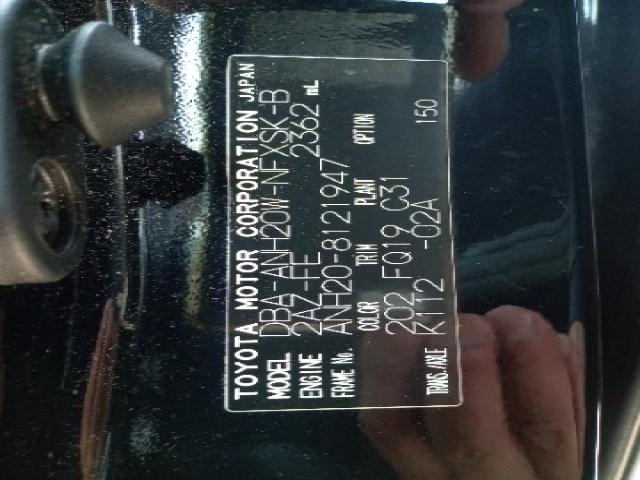 TOYOTA MOTOR CORPORATION JAPAN
MODEL DBA-ANH20W-NFXSK-B
ENGINE 2AZ-FE 2362 mL
FRAME No. ANH20-8121947
COLOR TRIM PLANT OPTION
202 FQ19 C31
TRANS./AXLE K112 -02A 150